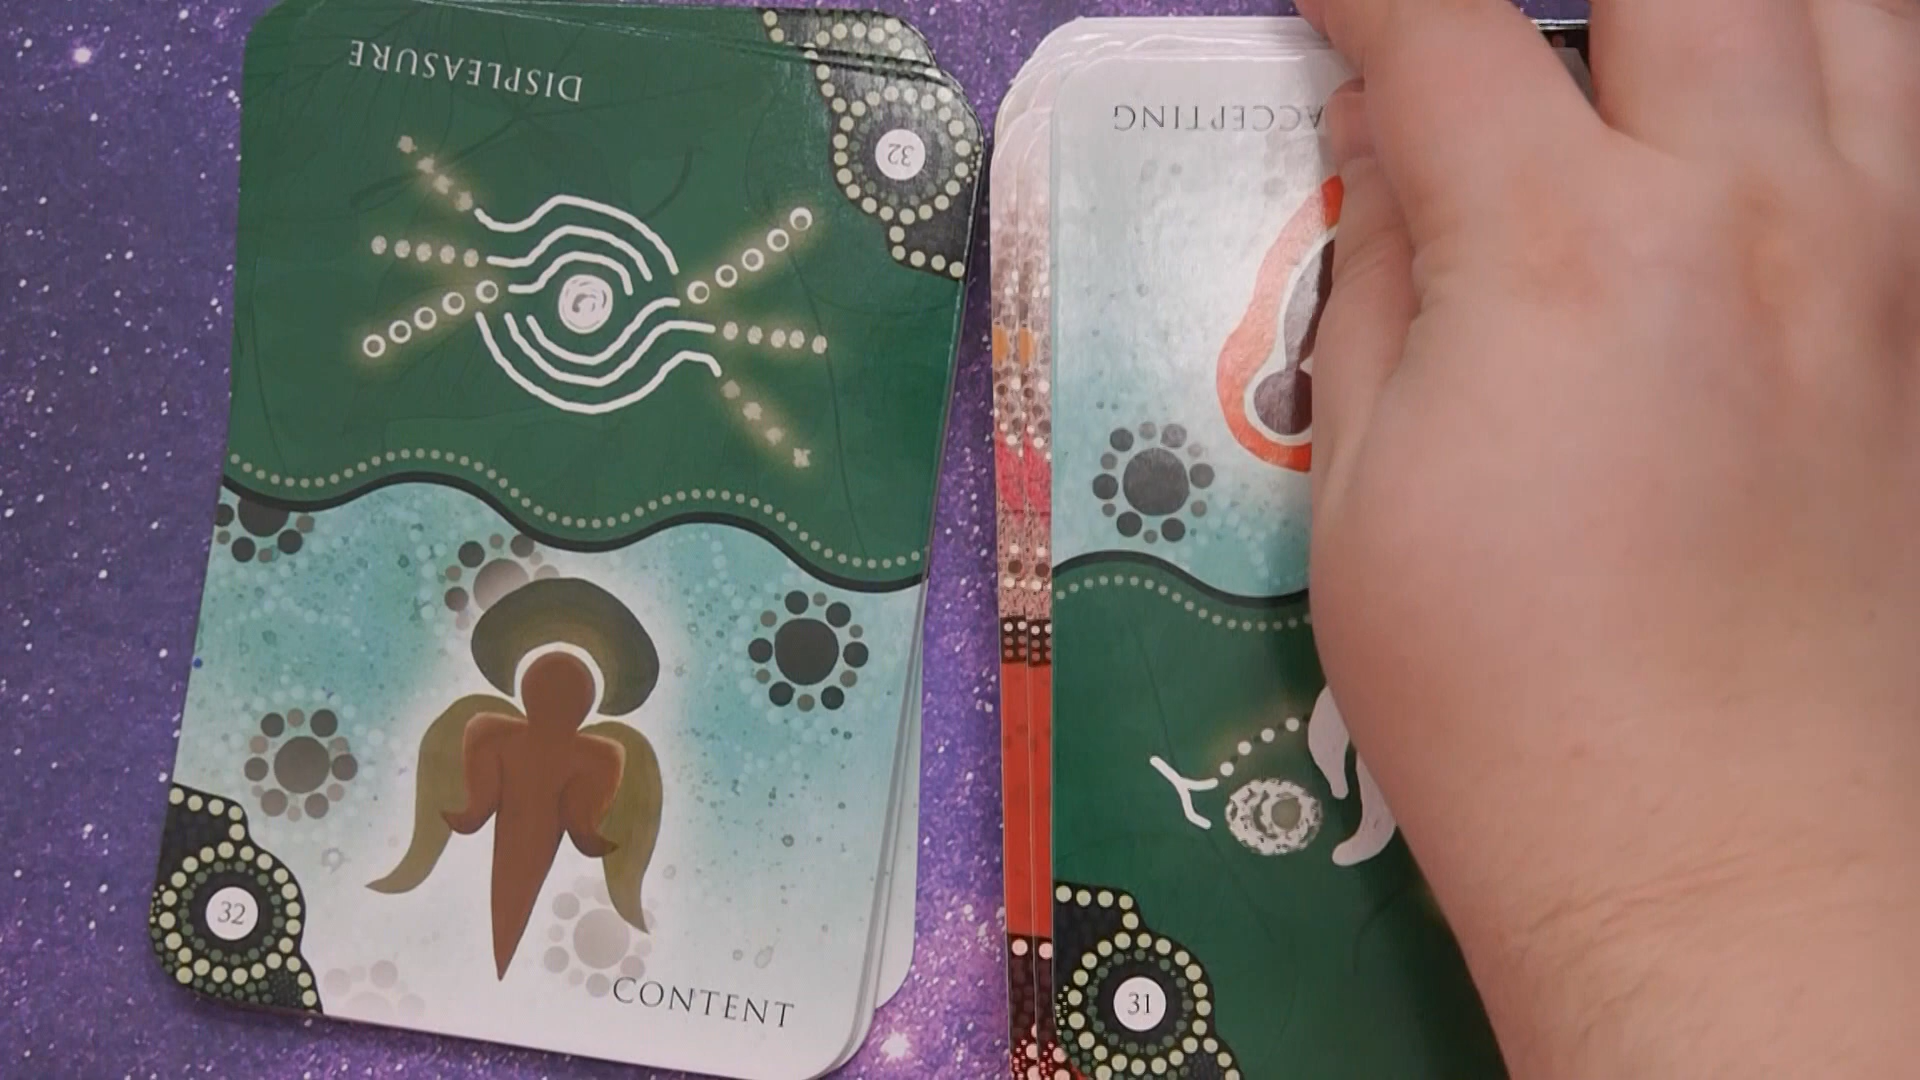 DISPLEASURE
32
32
CONTENT
ACCEPTING
31